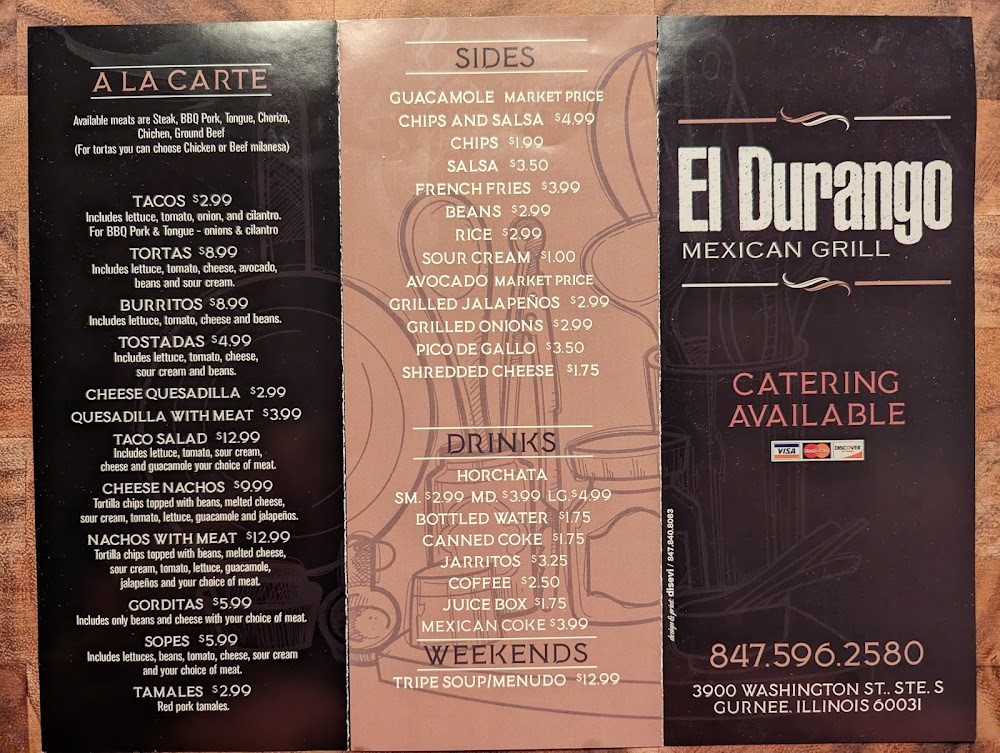 A LA CARTE
Available meats are Steak, BBQ Pork, Tongue, Chorizo,
Chichen, Ground Beef
(For tortas you can choose Chicken or Beef milanesa)
TACOS $2.99
Includes lettuce, tomato, onion, and cilantro.
For BBQ Pork & Tongue - onions & cilantro
TORTAS $8.99
Includes lettuce, tomato, cheese, avocado,
beans and sour cream.
BURRITOS $8.99
Includes lettuce, tomato, cheese and beans.
TOSTADAS $4.99
Includes lettuce, tomato, cheese,
sour cream and beans.
CHEESE QUESADILLA $2.99
QUESADILLA WITH MEAT $3.99
TACO SALAD $12.99
Includes lettuce, tomato, sour cream,
cheese and guacamole your choice of meat.
CHEESE NACHOS $9.99
Tortilla chips topped with beans, melted cheese,
sour cream, tomato, lettuce, guacamole and jalapeños.
NACHOS WITH MEAT $12.99
Tortilla chips topped with beans, melted cheese,
sour cream, tomato, lettuce, guacamole,
jalapeños and your choice of meat.
GORDITAS $5.99
Includes only beans and cheese with your choice of meat.
SOPES $5.99
Includes lettuces, beans, tomato, cheese, sour cream
and your choice of meat.
TAMALES $2.99
Red pork tamales.
SIDES
GUACAMOLE MARKET PRICE
CHIPS AND SALSA $4.99
CHIPS $1.99
SALSA $3.50
FRENCH FRIES $3.99
BEANS $2.99
RICE $2.99
SOUR CREAM $1.00
AVOCADO MARKET PRICE
GRILLED JALAPEÑOS $2.99
GRILLED ONIONS $2.99
PICO DE GALLO $3.50
SHREDDED CHEESE $1.75
DRINKS
HORCHATA
SM. $2.99 MD. $3.99 LG. $4.99
BOTTLED WATER $1.75
CANNED COKE $1.75
JARRITOS $3.25
COFFEE $2.50
JUICE BOX $1.75
MEXICAN COKE $3.99
WEEKENDS
TRIPE SOUP/MENUDO $12.99
El Durango
MEXICAN GRILL
CATERING
AVAILABLE
VISA MasterCard DISCOVER
design & print: disevi / 847.840.8083
847.596.2580
3900 WASHINGTON ST., STE. S
GURNEE, ILLINOIS 60031